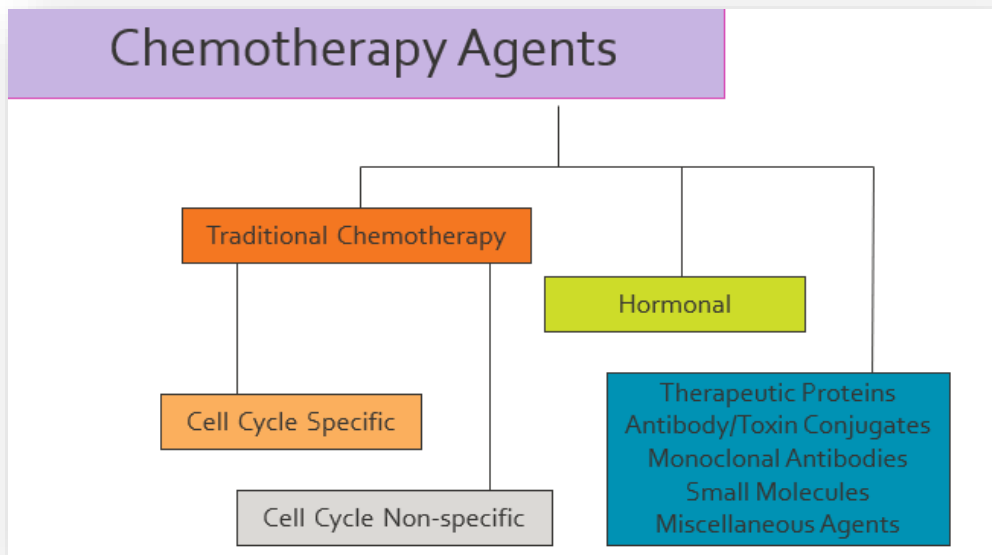 Chemotherapy Agents
Traditional Chemotherapy
Hormonal
Cell Cycle Specific
Cell Cycle Non-specific
Therapeutic Proteins
Antibody/Toxin Conjugates
Monoclonal Antibodies
Small Molecules
Miscellaneous Agents